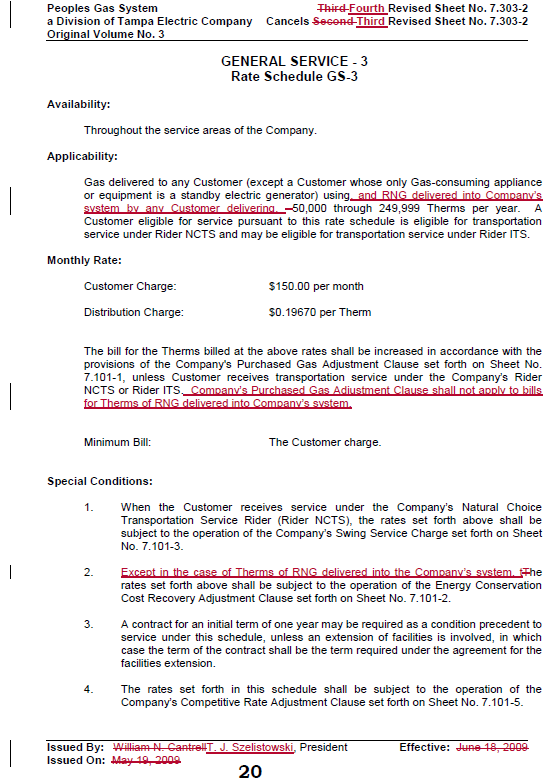 Peoples Gas System Third Fourth Revised Sheet No. 7.303-2
a Division of Tampa Electric Company Cancels Second Third Revised Sheet No. 7.303-2
Original Volume No. 3
GENERAL SERVICE - 3
Rate Schedule GS-3
Availability:
Throughout the service areas of the Company.
Applicability:
Gas delivered to any Customer (except a Customer whose only Gas-consuming appliance
or equipment is a standby electric generator) using, and RNG delivered into Company's
system by any Customer delivering, 50,000 through 249,999 Therms per year. A
Customer eligible for service pursuant to this rate schedule is eligible for transportation
service under Rider NCTS and may be eligible for transportation service under Rider ITS.
Monthly Rate:
Customer Charge: $150.00 per month
Distribution Charge: $0.19670 per Therm
The bill for the Therms billed at the above rates shall be increased in accordance with the
provisions of the Company's Purchased Gas Adjustment Clause set forth on Sheet No.
7.101-1, unless Customer receives transportation service under the Company's Rider
NCTS or Rider ITS. Company's Purchased Gas Adjustment Clause shall not apply to bills
for Therms of RNG delivered into Company's system.
Minimum Bill: The Customer charge.
Special Conditions:
1. When the Customer receives service under the Company's Natural Choice
Transportation Service Rider (Rider NCTS), the rates set forth above shall be
subject to the operation of the Company's Swing Service Charge set forth on Sheet
No. 7.101-3.
2. Except in the case of Therms of RNG delivered into the Company's system, tThe
rates set forth above shall be subject to the operation of the Energy Conservation
Cost Recovery Adjustment Clause set forth on Sheet No. 7.101-2.
3. A contract for an initial term of one year may be required as a condition precedent to
service under this schedule, unless an extension of facilities is involved, in which
case the term of the contract shall be the term required under the agreement for the
facilities extension.
4. The rates set forth in this schedule shall be subject to the operation of the
Company's Competitive Rate Adjustment Clause set forth on Sheet No. 7.101-5.
Issued By: William N. CantrellT. J. Szelistowski, President Effective: June 18, 2009
Issued On: May 19, 2009
20